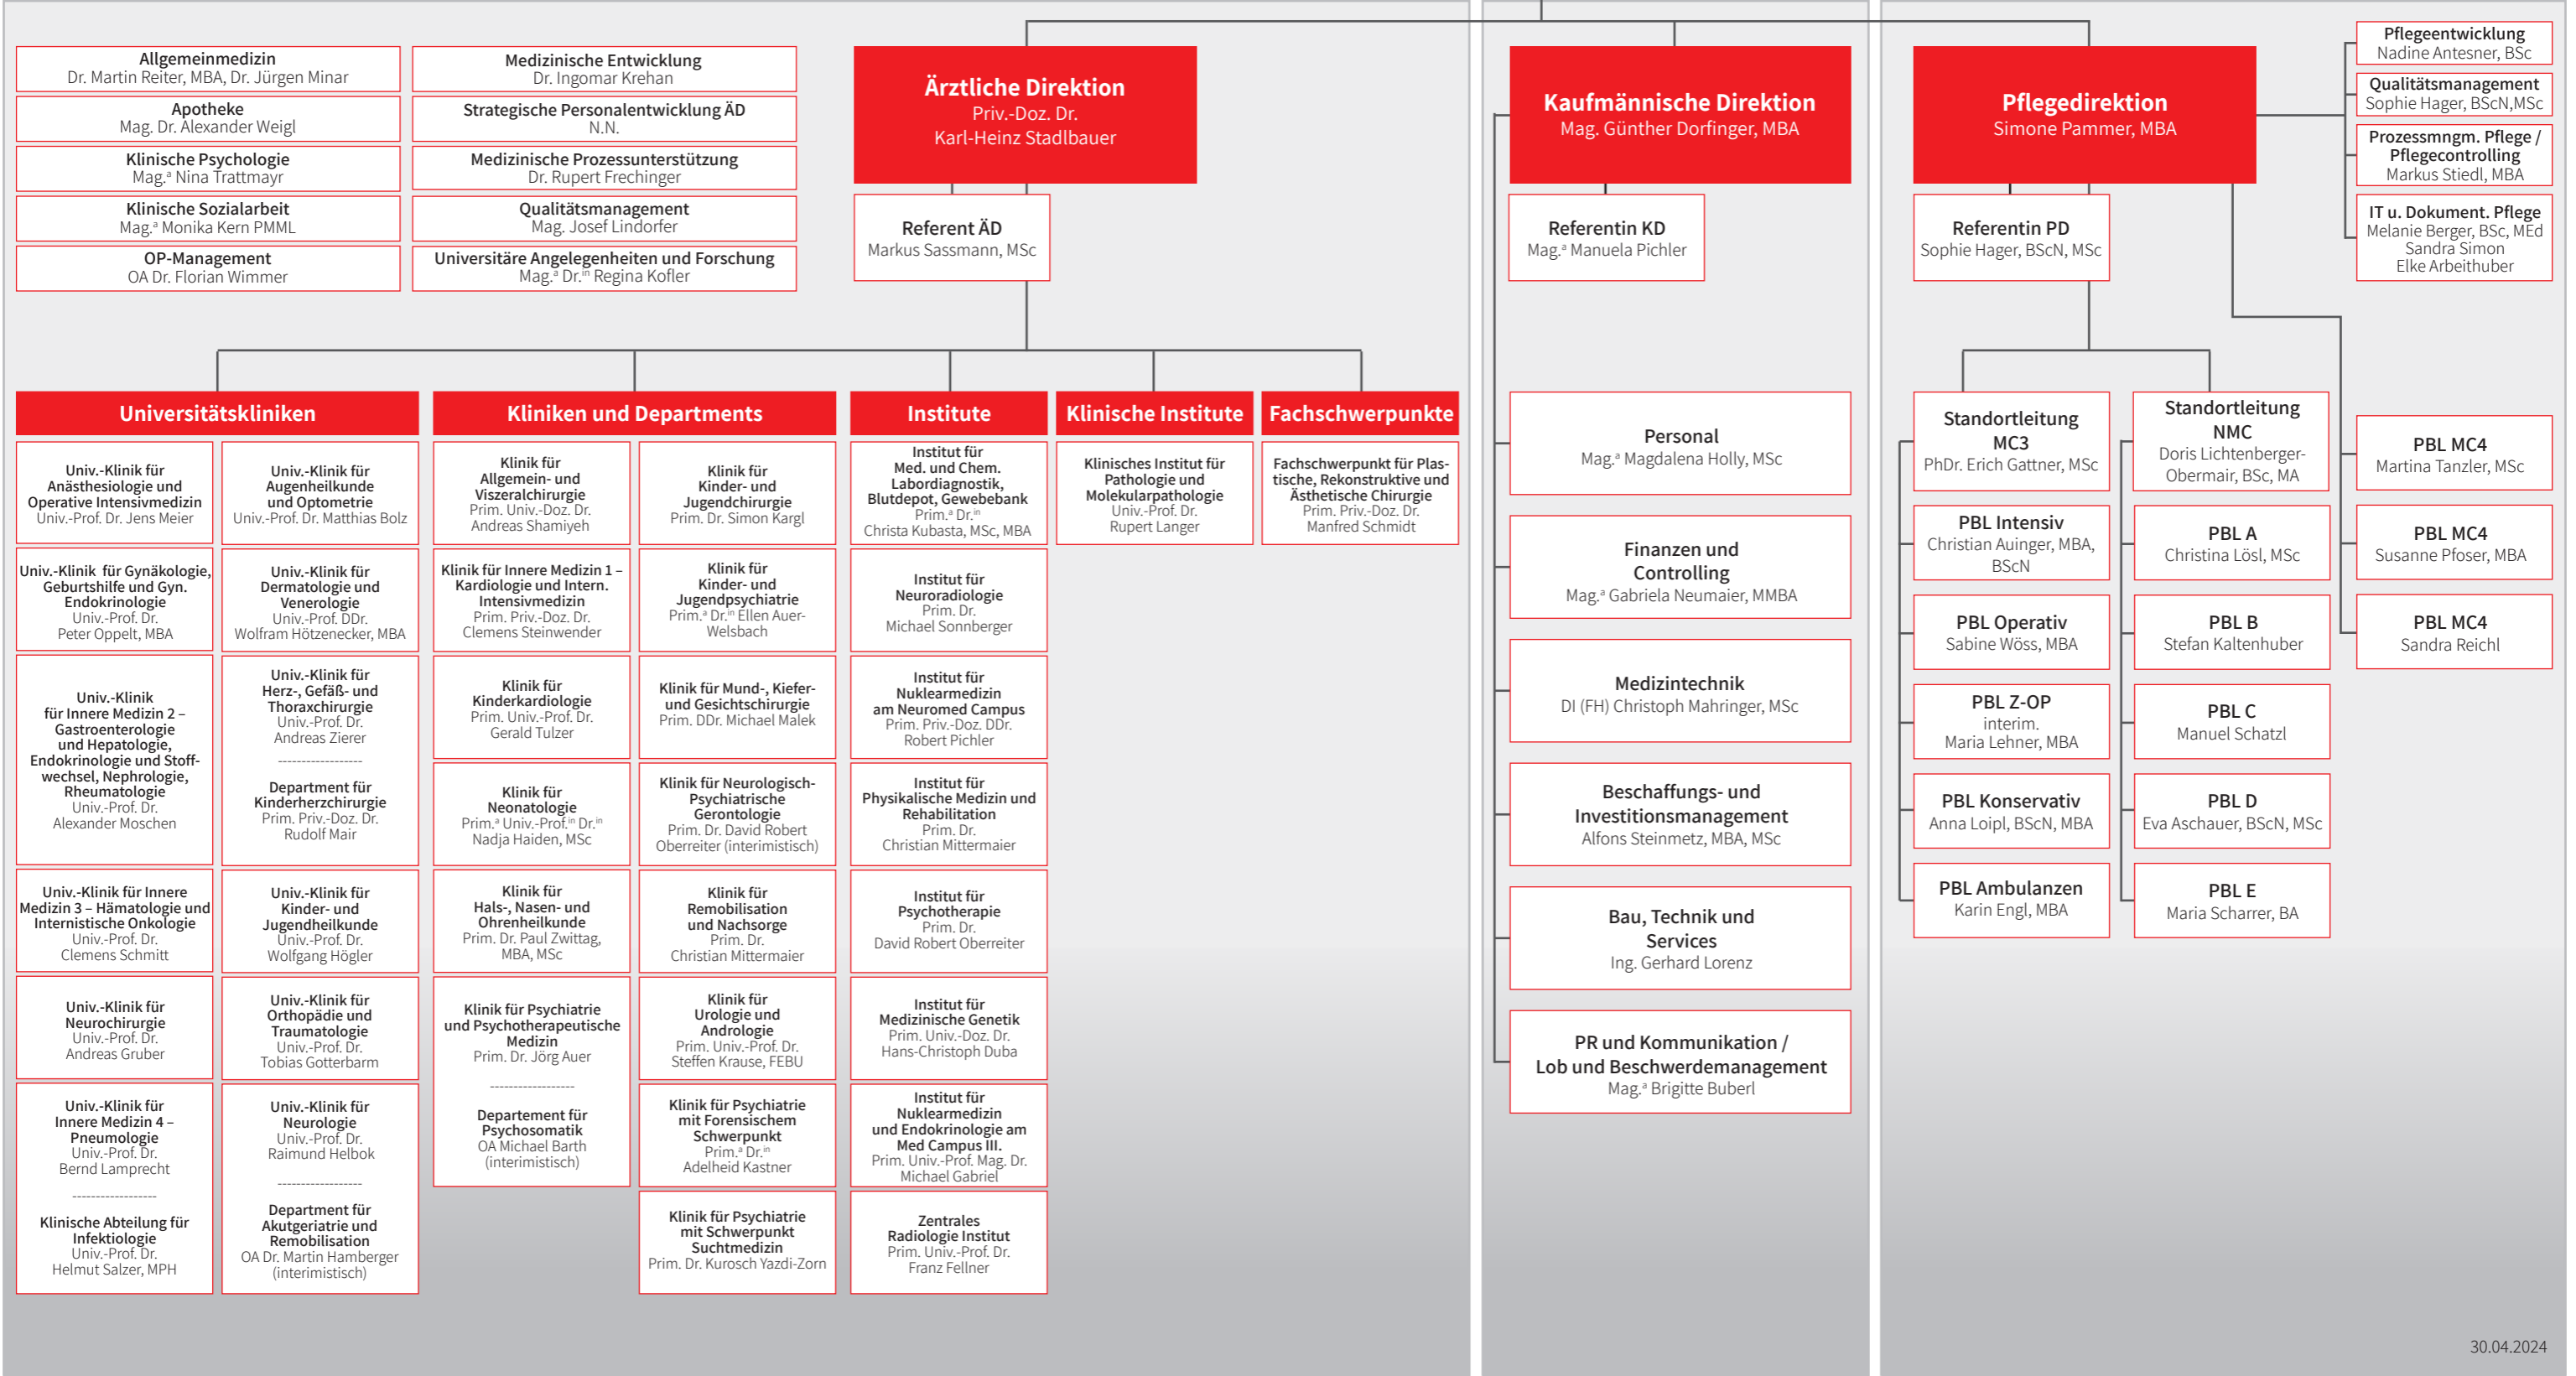 Allgemeinmedizin
Dr. Martin Reiter, MBA, Dr. Jürgen Minar
Apotheke
Mag. Dr. Alexander Weigl
Klinische Psychologie
Mag.ª Nina Trattmayr
Klinische Sozialarbeit
Mag.ª Monika Kern PMML
OP-Management
OA Dr. Florian Wimmer
Medizinische Entwicklung
Dr. Ingomar Krehan
Strategische Personalentwicklung ÄD
N.N.
Medizinische Prozessunterstützung
Dr. Rupert Frechinger
Qualitätsmanagement
Mag. Josef Lindorfer
Universitäre Angelegenheiten und Forschung
Mag.ª Dr.ⁱⁿ Regina Kofler
Ärztliche Direktion
Priv.-Doz. Dr.
Karl-Heinz Stadlbauer
Referent ÄD
Markus Sassmann, MSc
Universitätskliniken
Univ.-Klinik für
Anästhesiologie und
Operative Intensivmedizin
Univ.-Prof. Dr. Jens Meier
Univ.-Klinik für Gynäkologie,
Geburtshilfe und Gyn.
Endokrinologie
Univ.-Prof. Dr.
Peter Oppelt, MBA
Univ.-Klinik
für Innere Medizin 2 –
Gastroenterologie
und Hepatologie,
Endokrinologie und Stoff-
wechsel, Nephrologie,
Rheumatologie
Univ.-Prof. Dr.
Alexander Moschen
Univ.-Klinik für Innere
Medizin 3 – Hämatologie und
Internistische Onkologie
Univ.-Prof. Dr.
Clemens Schmitt
Univ.-Klinik für
Neurochirurgie
Univ.-Prof. Dr.
Andreas Gruber
Univ.-Klinik für
Innere Medizin 4 –
Pneumologie
Univ.-Prof. Dr.
Bernd Lamprecht
------------------
Klinische Abteilung für
Infektiologie
Univ.-Prof. Dr.
Helmut Salzer, MPH
Univ.-Klinik für
Augenheilkunde
und Optometrie
Univ.-Prof. Dr. Matthias Bolz
Univ.-Klinik für
Dermatologie und
Venerologie
Univ.-Prof. DDr.
Wolfram Hötzenecker, MBA
Univ.-Klinik für
Herz-, Gefäß- und
Thoraxchirurgie
Univ.-Prof. Dr.
Andreas Zierer
------------------
Department für
Kinderherzchirurgie
Prim. Priv.-Doz. Dr.
Rudolf Mair
Univ.-Klinik für
Kinder- und
Jugendheilkunde
Univ.-Prof. Dr.
Wolfgang Högler
Univ.-Klinik für
Orthopädie und
Traumatologie
Univ.-Prof. Dr.
Tobias Gotterbarm
Univ.-Klinik für
Neurologie
Univ.-Prof. Dr.
Raimund Helbok
------------------
Department für
Akutgeriatrie und
Remobilisation
OA Dr. Martin Hamberger
(interimistisch)
Kliniken und Departments
Klinik für
Allgemein- und
Viszeralchirurgie
Prim. Univ.-Doz. Dr.
Andreas Shamiyeh
Klinik für Innere Medizin 1 –
Kardiologie und Intern.
Intensivmedizin
Prim. Priv.-Doz. Dr.
Clemens Steinwender
Klinik für
Kinderkardiologie
Prim. Univ.-Prof. Dr.
Gerald Tulzer
Klinik für
Neonatologie
Prim.ª Univ.-Prof.ⁱⁿ Dr.ⁱⁿ
Nadja Haiden, MSc
Klinik für
Hals-, Nasen- und
Ohrenheilkunde
Prim. Dr. Paul Zwittag,
MBA, MSc
Klinik für Psychiatrie
und Psychotherapeutische
Medizin
Prim. Dr. Jörg Auer
------------------
Departement für
Psychosomatik
OA Michael Barth
(interimistisch)
Klinik für
Kinder- und
Jugendchirurgie
Prim. Dr. Simon Kargl
Klinik für
Kinder- und
Jugendpsychiatrie
Prim.ª Dr.ⁱⁿ Ellen Auer-
Welsbach
Klinik für Mund-, Kiefer-
und Gesichtschirurgie
Prim. DDr. Michael Malek
Klinik für Neurologisch-
Psychiatrische
Gerontologie
Prim. Dr. David Robert
Oberreiter (interimistisch)
Klinik für
Remobilisation
und Nachsorge
Prim. Dr.
Christian Mittermaier
Klinik für
Urologie und
Andrologie
Prim. Univ.-Prof. Dr.
Steffen Krause, FEBU
Klinik für Psychiatrie
mit Forensischem
Schwerpunkt
Prim.ª Dr.ⁱⁿ
Adelheid Kastner
Klinik für Psychiatrie
mit Schwerpunkt
Suchtmedizin
Prim. Dr. Kurosch Yazdi-Zorn
Institute
Institut für
Med. und Chem.
Labordiagnostik,
Blutdepot, Gewebebank
Prim.ª Dr.ⁱⁿ
Christa Kubasta, MSc, MBA
Institut für
Neuroradiologie
Prim. Dr.
Michael Sonnberger
Institut für
Nuklearmedizin
am Neuromed Campus
Prim. Priv.-Doz. DDr.
Robert Pichler
Institut für
Physikalische Medizin und
Rehabilitation
Prim. Dr.
Christian Mittermaier
Institut für
Psychotherapie
Prim. Dr.
David Robert Oberreiter
Institut für
Medizinische Genetik
Prim. Univ.-Doz. Dr.
Hans-Christoph Duba
Institut für
Nuklearmedizin
und Endokrinologie am
Med Campus III.
Prim. Univ.-Prof. Mag. Dr.
Michael Gabriel
Zentrales
Radiologie Institut
Prim. Univ.-Prof. Dr.
Franz Fellner
Klinische Institute
Klinisches Institut für
Pathologie und
Molekularpathologie
Univ.-Prof. Dr.
Rupert Langer
Fachschwerpunkte
Fachschwerpunkt für Plas-
tische, Rekonstruktive und
Ästhetische Chirurgie
Prim. Priv.-Doz. Dr.
Manfred Schmidt
Kaufmännische Direktion
Mag. Günther Dorfinger, MBA
Referentin KD
Mag.ª Manuela Pichler
Personal
Mag.ª Magdalena Holly, MSc
Finanzen und
Controlling
Mag.ª Gabriela Neumaier, MMBA
Medizintechnik
DI (FH) Christoph Mahringer, MSc
Beschaffungs- und
Investitionsmanagement
Alfons Steinmetz, MBA, MSc
Bau, Technik und
Services
Ing. Gerhard Lorenz
PR und Kommunikation /
Lob und Beschwerdemanagement
Mag.ª Brigitte Buberl
Pflegedirektion
Simone Pammer, MBA
Referentin PD
Sophie Hager, BScN, MSc
Pflegeentwicklung
Nadine Antesner, BSc
Qualitätsmanagement
Sophie Hager, BScN,MSc
Prozessmngm. Pflege /
Pflegecontrolling
Markus Stiedl, MBA
IT u. Dokument. Pflege
Melanie Berger, BSc, MEd
Sandra Simon
Elke Arbeithuber
Standortleitung
MC3
PhDr. Erich Gattner, MSc
PBL Intensiv
Christian Auinger, MBA,
BScN
PBL Operativ
Sabine Wöss, MBA
PBL Z-OP
interim.
Maria Lehner, MBA
PBL Konservativ
Anna Loipl, BScN, MBA
PBL Ambulanzen
Karin Engl, MBA
Standortleitung
NMC
Doris Lichtenberger-
Obermair, BSc, MA
PBL A
Christina Lösl, MSc
PBL B
Stefan Kaltenhuber
PBL C
Manuel Schatzl
PBL D
Eva Aschauer, BScN, MSc
PBL E
Maria Scharrer, BA
PBL MC4
Martina Tanzler, MSc
PBL MC4
Susanne Pfoser, MBA
PBL MC4
Sandra Reichl
30.04.2024